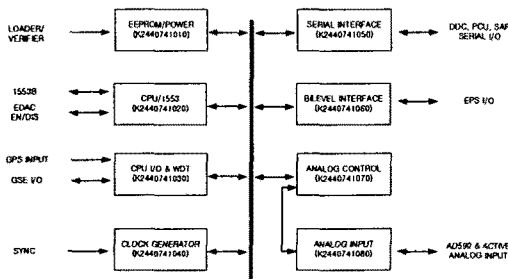 LOADER/
VERIFIER
EEPROM/POWER
(K2440741010)
SERIAL INTERFACE
(K2440741050)
DDC, PCU, SAF
SERIAL I/O
1553B
EDAC
EN/DIS
CPU/1553
(K2440741020)
BILEVEL INTERFACE
(K2440741060)
EPS I/O
GPS INPUT
GSE I/O
CPU I/O & WDT
(K2440741030)
ANALOG CONTROL
(K2440741070)
SYNC
CLOCK GENERATOR
(K2440741040)
ANALOG INPUT
(K2440741080)
AD590 & ACTIVE
ANALOG INPUT